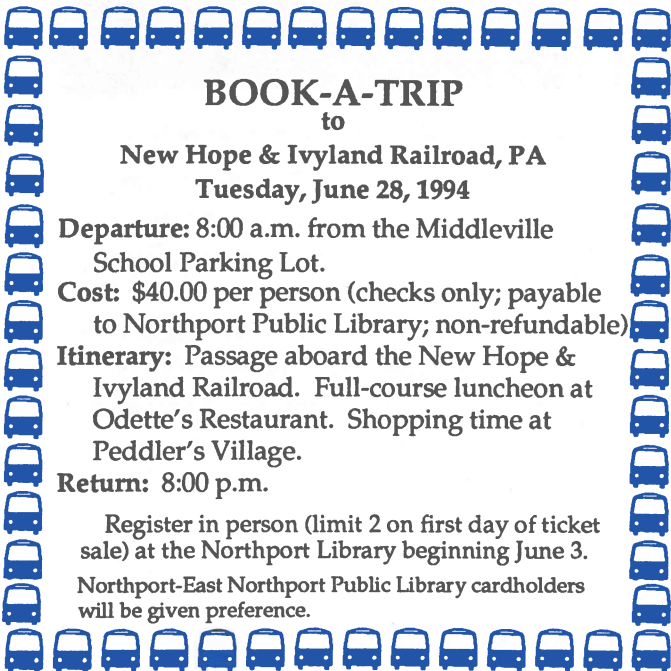 BOOK-A-TRIP
to
New Hope & Ivyland Railroad, PA
Tuesday, June 28, 1994
Departure: 8:00 a.m. from the Middleville
School Parking Lot.
Cost: $40.00 per person (checks only; payable
to Northport Public Library; non-refundable)
Itinerary: Passage aboard the New Hope &
Ivyland Railroad. Full-course luncheon at
Odette's Restaurant. Shopping time at
Peddler's Village.
Return: 8:00 p.m.
Register in person (limit 2 on first day of ticket
sale) at the Northport Library beginning June 3.
Northport-East Northport Public Library cardholders
will be given preference.